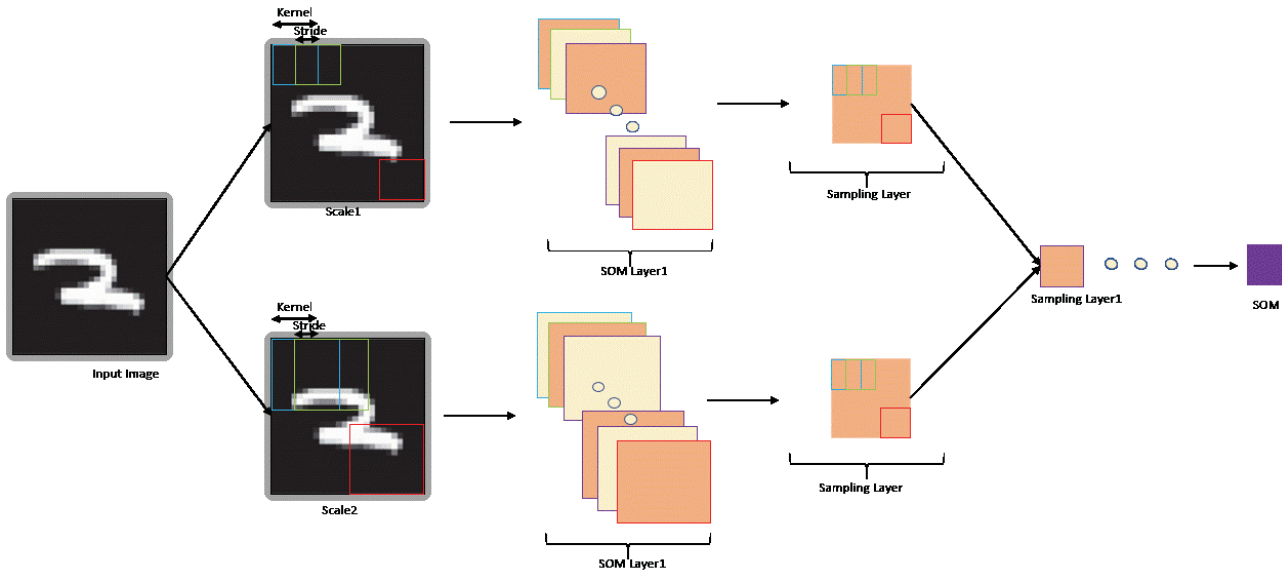 Kernel
Stride
Scale1
SOM Layer1
Sampling Layer
Input Image
Sampling Layer1
SOM
Kernel
Stride
Scale2
SOM Layer1
Sampling Layer